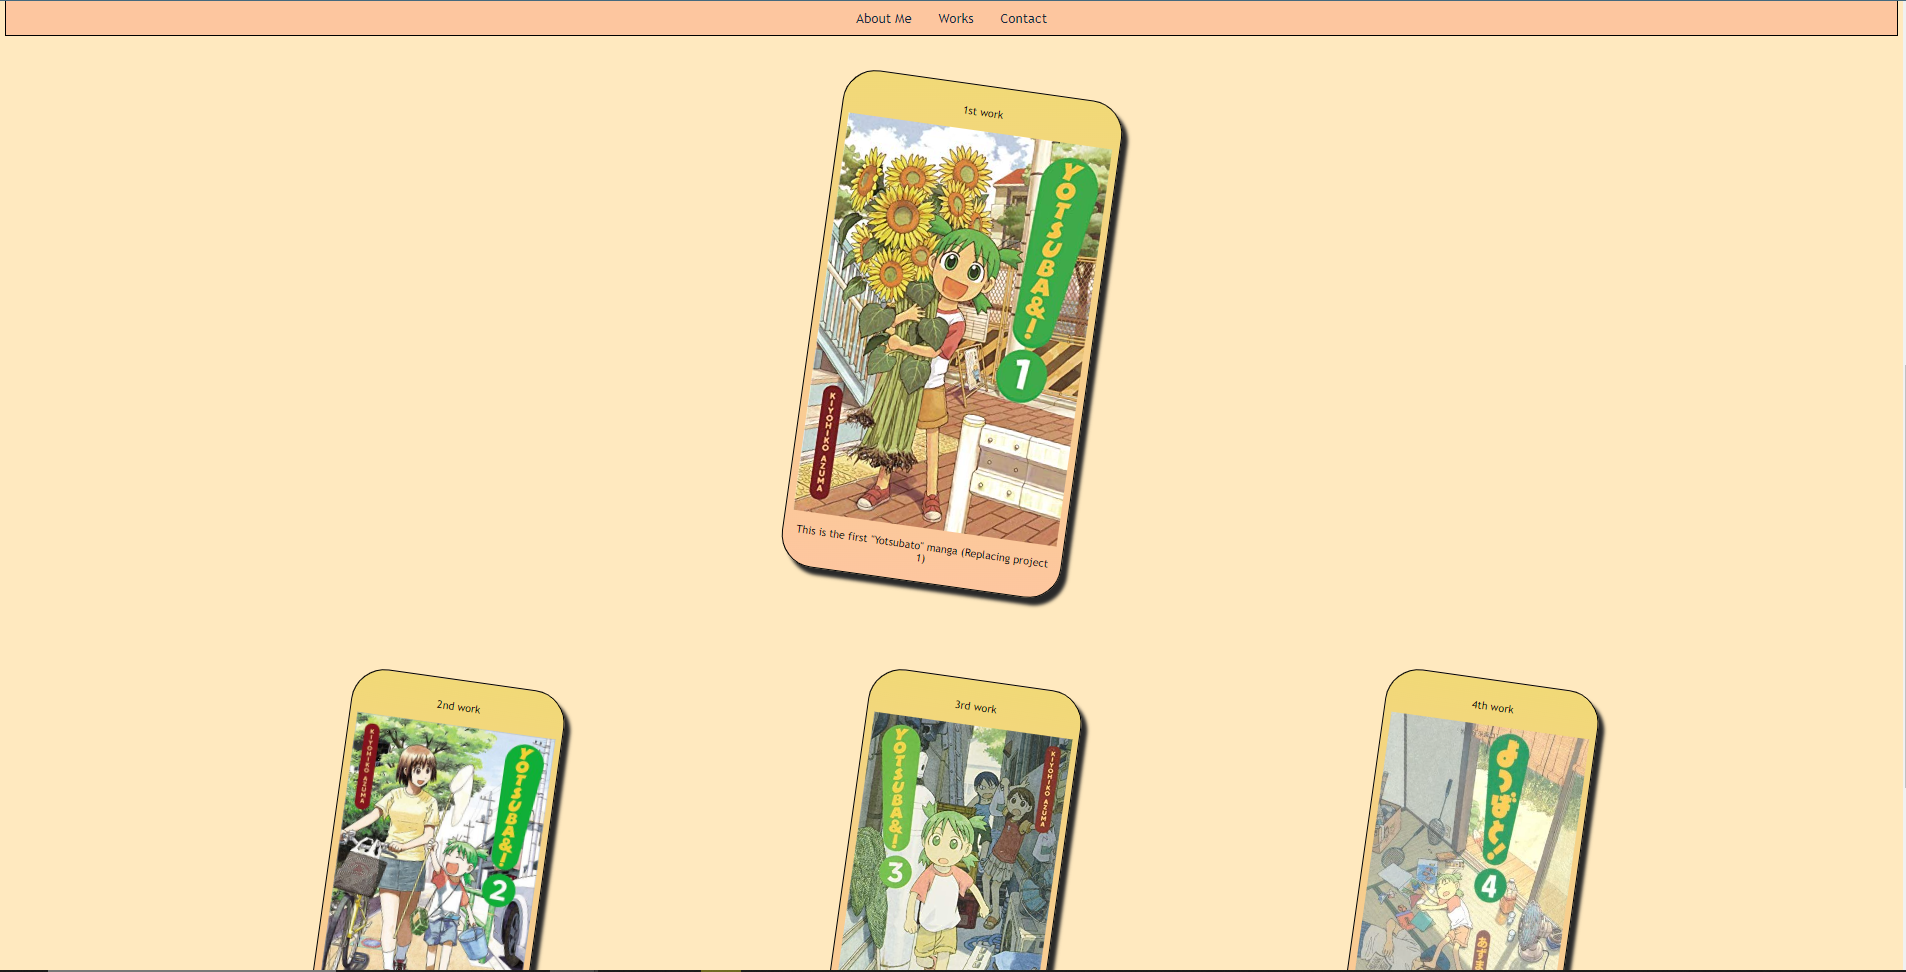 About Me Works Contact
1st work
YOTSUBA&!
1
KIYOHIKO AZUMA
This is the first "Yotsubato" manga (Replacing project
1)
2nd work
KIYOHIKO AZUMA
YOTSUBA&!
2
3rd work
YOTSUBA&!
3
KIYOHIKO AZUMA
4th work
よつばと!
4
あずま